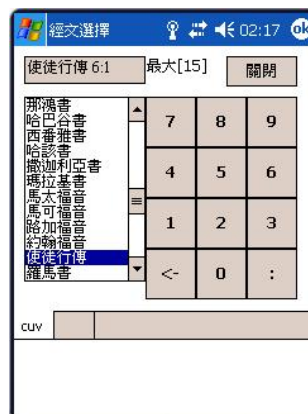 經文選擇 02:17 ok
使徒行傳 6:1 最大[15] 關閉
那鴻書
哈巴谷書
西番雅書
哈該書
撒迦利亞書
瑪拉基書
馬太福音
馬可福音
路加福音
約翰福音
使徒行傳
羅馬書
7 8 9
4 5 6
1 2 3
<- 0 :
cuv